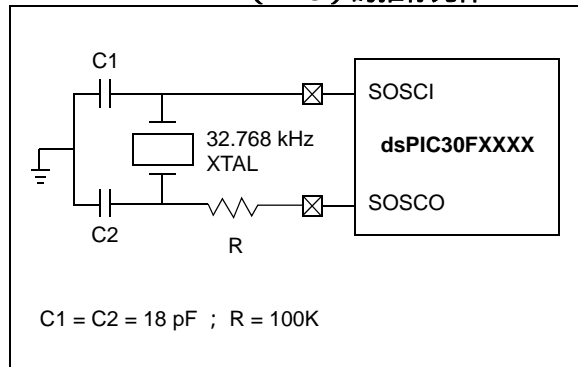 C1
SOSCI
32.768 kHz
XTAL
dsPIC30FXXXX
SOSCO
C2
R
C1 = C2 = 18 pF ; R = 100K